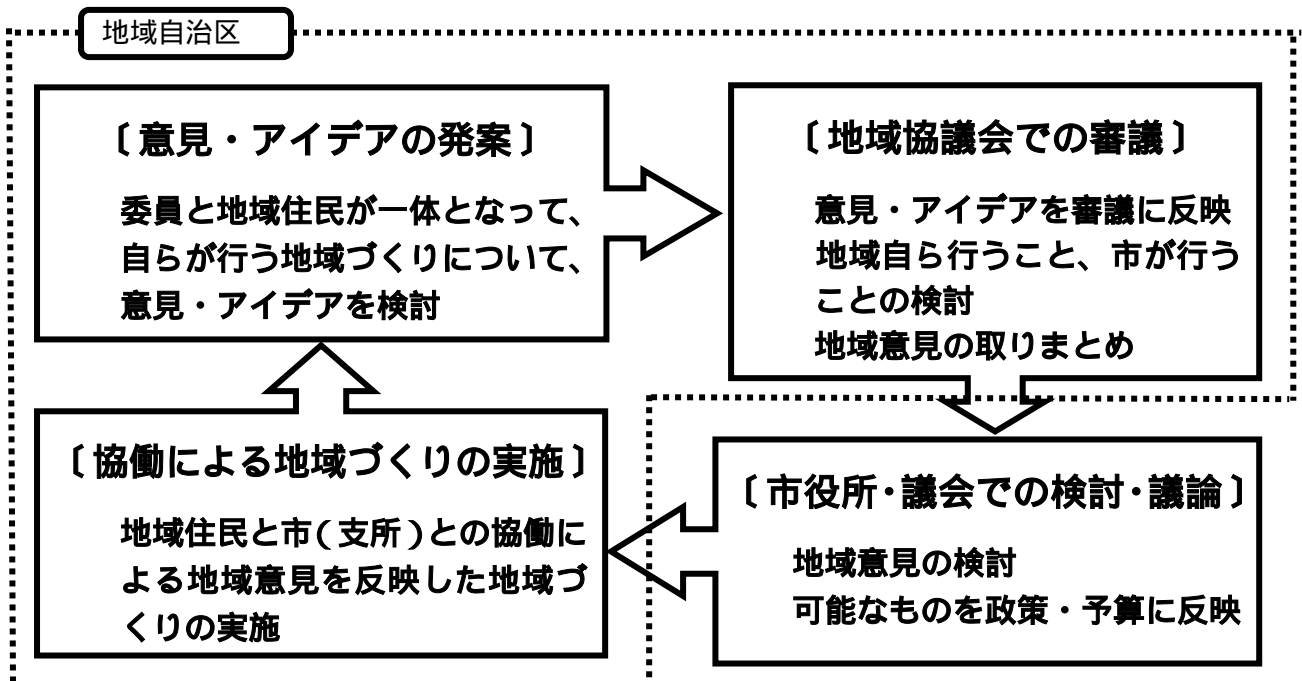 地域自治区
〔意見・アイデアの発案〕
委員と地域住民が一体となって、
自らが行う地域づくりについて、
意見・アイデアを検討
〔地域協議会での審議〕
意見・アイデアを審議に反映
地域自ら行うこと、市が行う
ことの検討
地域意見の取りまとめ
〔市役所・議会での検討・議論〕
地域意見の検討
可能なものを政策・予算に反映
〔協働による地域づくりの実施〕
地域住民と市(支所)との協働に
よる地域意見を反映した地域づ
くりの実施